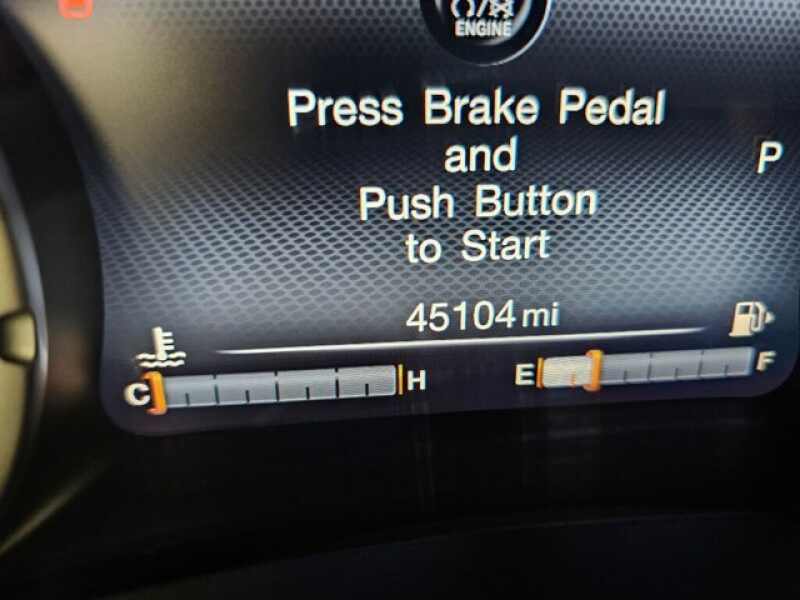 ENGINE
Press Brake Pedal
and
P
Push Button
to Start
45104 mi
C H E F